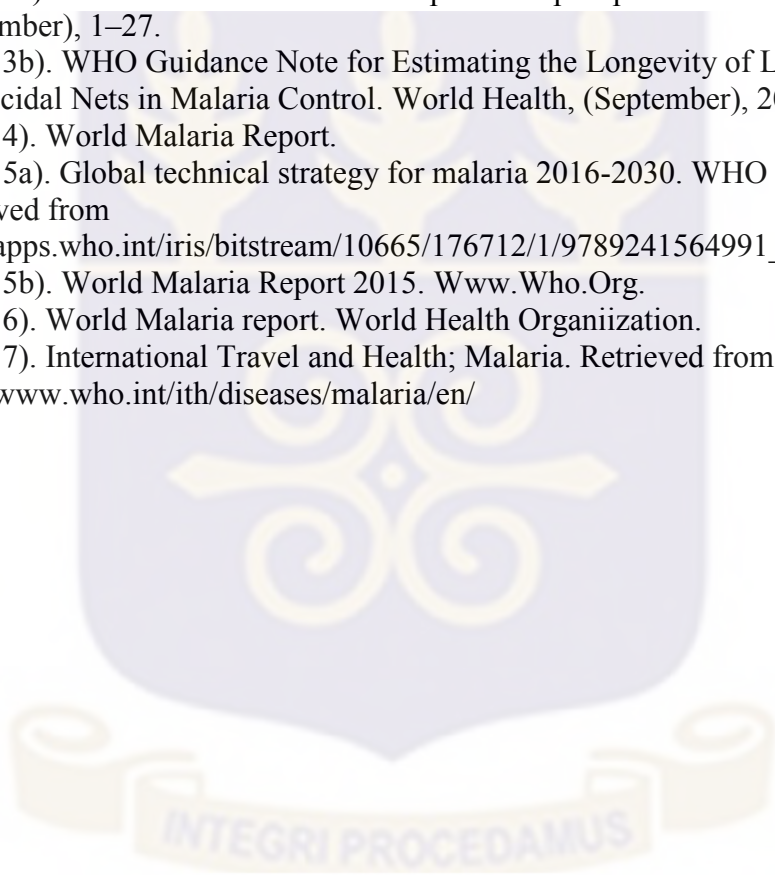 mber), 1–27.
3b). WHO Guidance Note for Estimating the Longevity of L
cidal Nets in Malaria Control. World Health, (September), 20
4). World Malaria Report.
5a). Global technical strategy for malaria 2016-2030. WHO
ved from
apps.who.int/iris/bitstream/10665/176712/1/9789241564991_
5b). World Malaria Report 2015. Www.Who.Org.
6). World Malaria report. World Health Organiization.
7). International Travel and Health; Malaria. Retrieved from
www.who.int/ith/diseases/malaria/en/
INTEGRI PROCEDAMUS